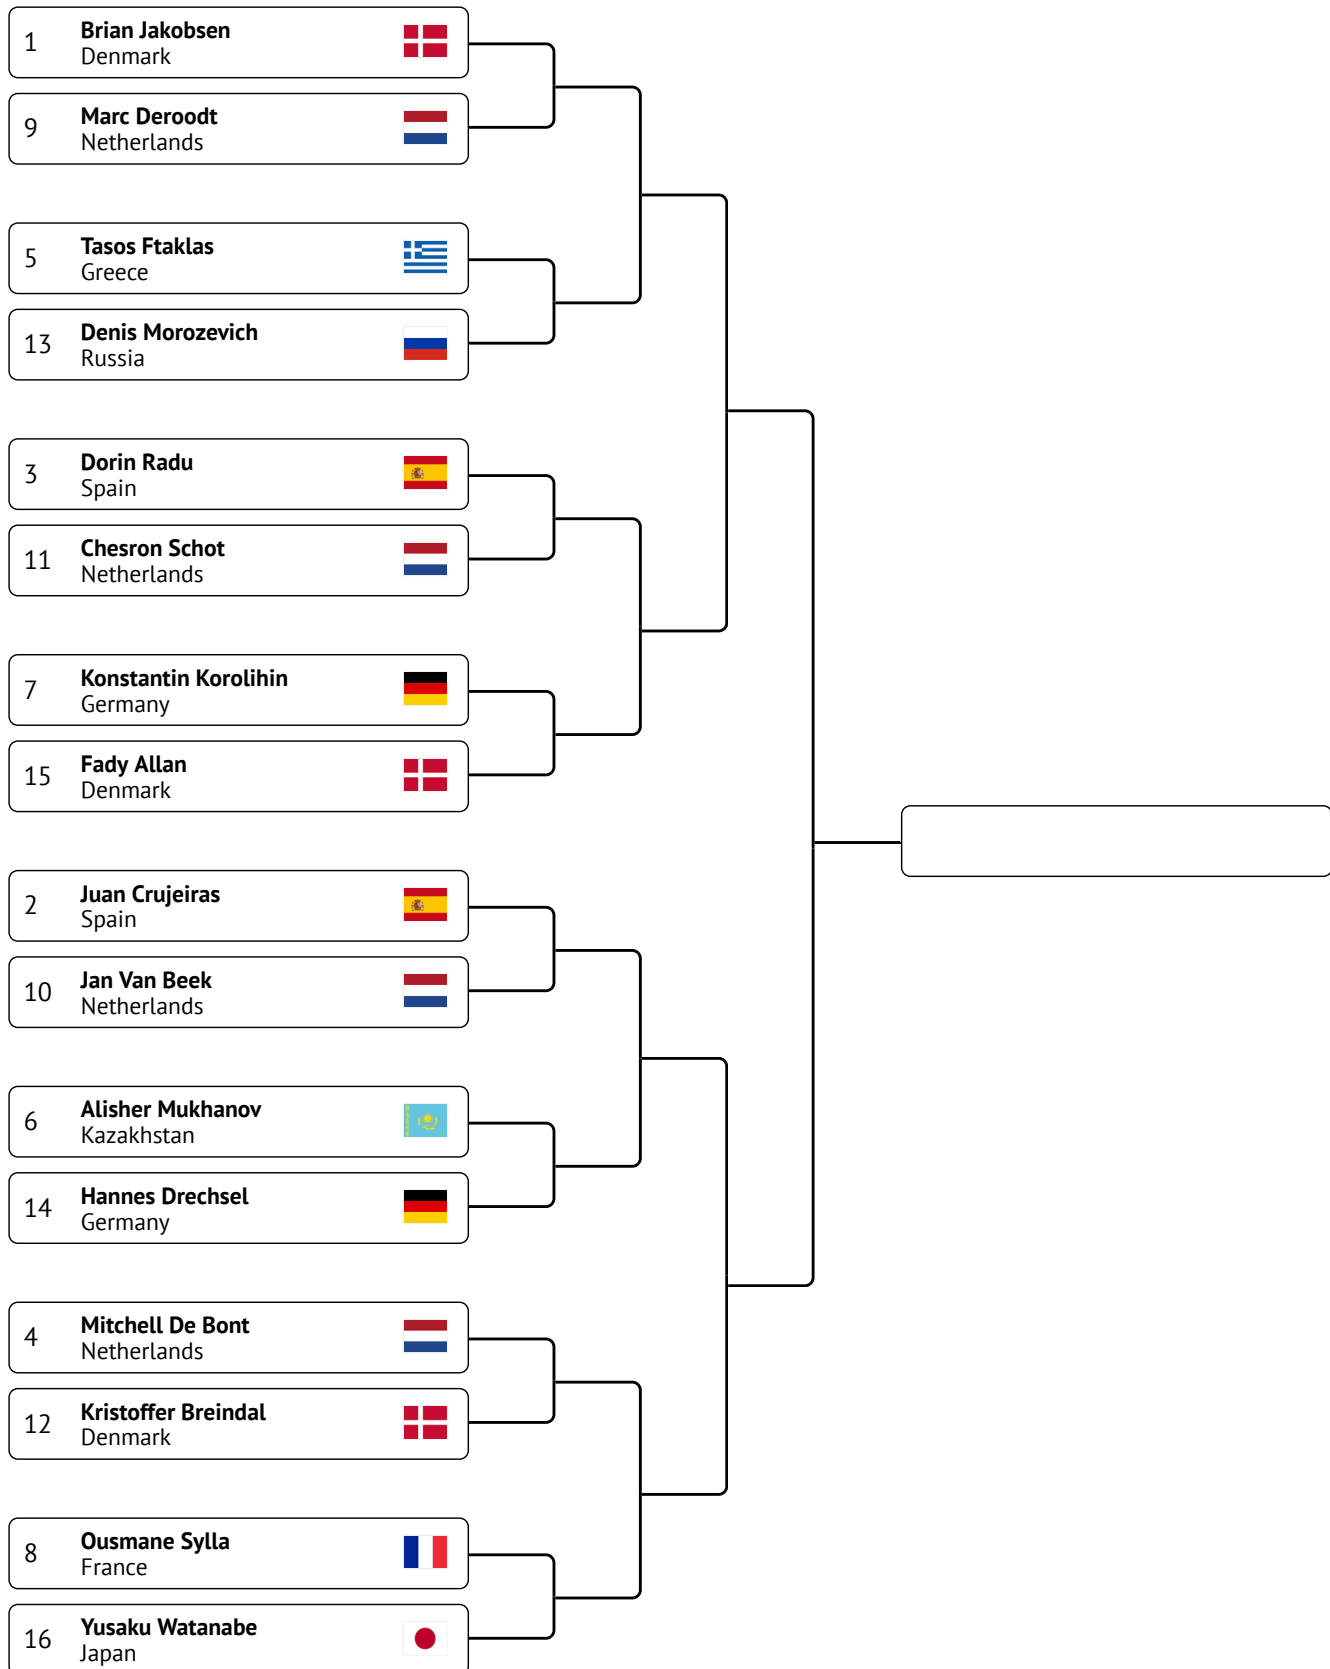 1
Brian Jakobsen
Denmark
9
Marc Deroodt
Netherlands
5
Tasos Ftaklas
Greece
13
Denis Morozevich
Russia
3
Dorin Radu
Spain
11
Chesron Schot
Netherlands
7
Konstantin Korolihin
Germany
15
Fady Allan
Denmark
2
Juan Crujeiras
Spain
10
Jan Van Beek
Netherlands
6
Alisher Mukhanov
Kazakhstan
14
Hannes Drechsel
Germany
4
Mitchell De Bont
Netherlands
12
Kristoffer Breindal
Denmark
8
Ousmane Sylla
France
16
Yusaku Watanabe
Japan